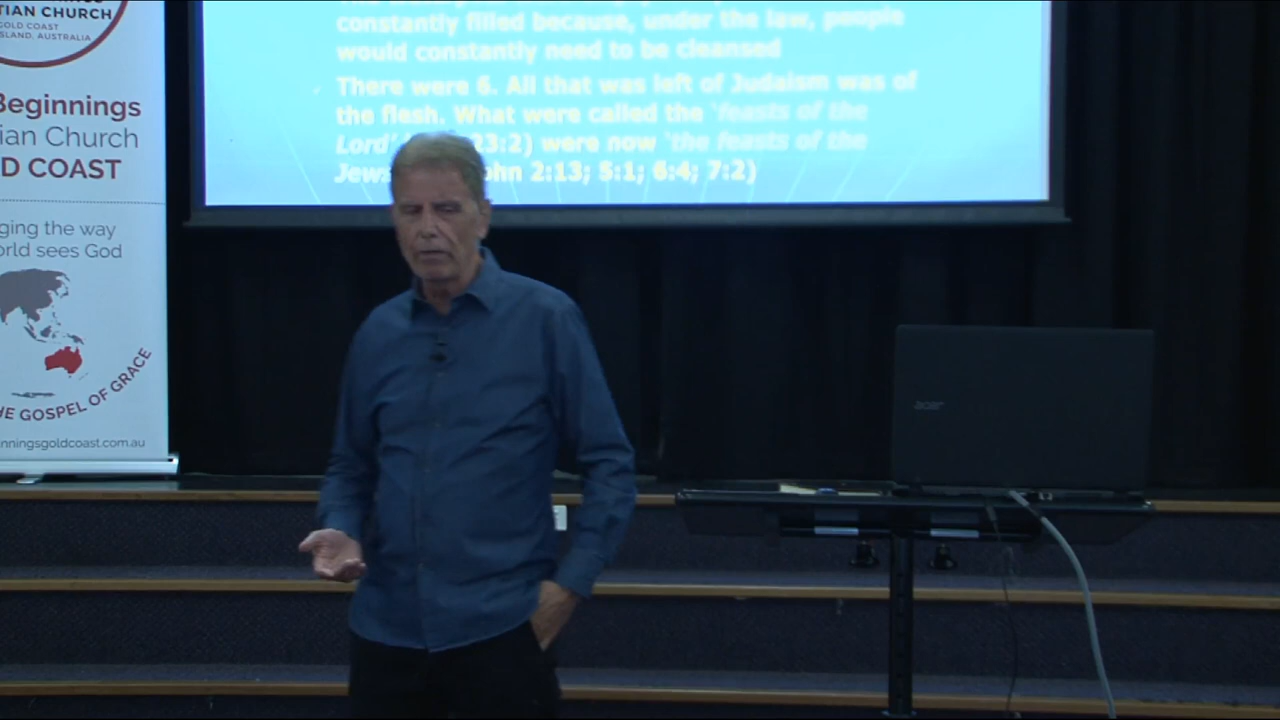 TIAN CHURCH
GOLD COAST
SLAND, AUSTRALIA
Beginnings
ian Church
D COAST
ging the way
orld sees God
HE GOSPEL OF GRACE
nningsgoldcoast.com.au
constantly filled because, under the law, people
would constantly need to be cleansed
There were 6. All that was left of Judaism was of
the flesh. What were called the 'feasts of the
Lord' 23:2) were now 'the feasts of the
Jews ohn 2:13; 5:1; 6:4; 7:2)
acer